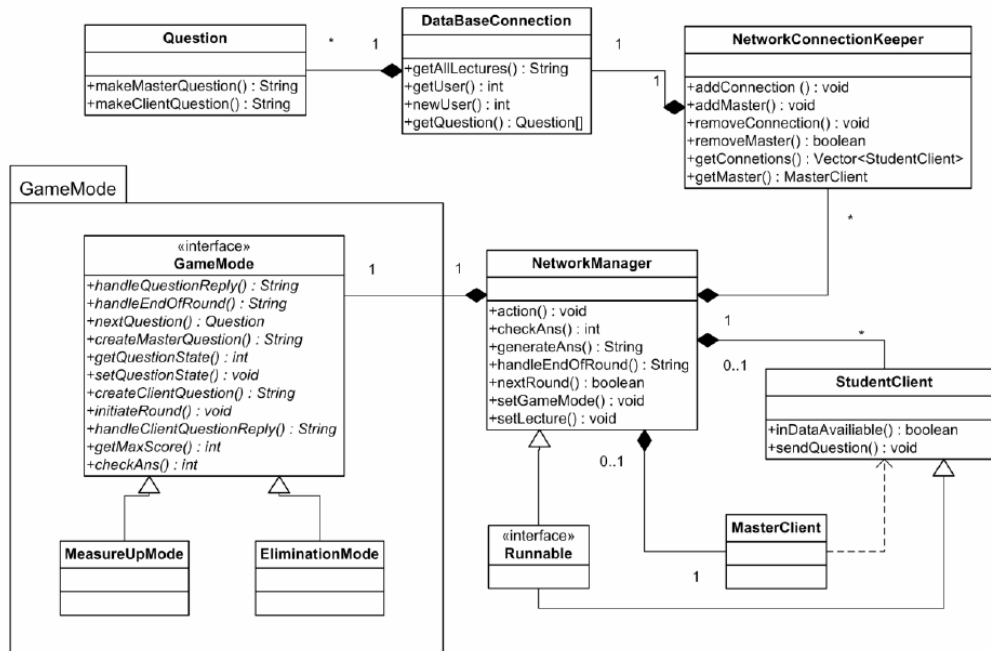 Question
+makeMasterQuestion() : String
+makeClientQuestion() : String
*
1
DataBaseConnection
+getAllLectures() : String
+getUser() : int
+newUser() : int
+getQuestion() : Question[]
1
1
NetworkConnectionKeeper
+addConnection () : void
+addMaster() : void
+removeConnection() : void
+removeMaster() : boolean
+getConnetions() : Vector<StudentClient>
+getMaster() : MasterClient
GameMode
«interface»
GameMode
+handleQuestionReply() : String
+handleEndOfRound() : String
+nextQuestion() : Question
+createMasterQuestion() : String
+getQuestionState() : int
+setQuestionState() : void
+createClientQuestion() : String
+initiateRound() : void
+handleClientQuestionReply() : String
+getMaxScore() : int
+checkAns() : int
1
1
NetworkManager
+action() : void
+checkAns() : int
+generateAns() : String
+handleEndOfRound() : String
+nextRound() : boolean
+setGameMode() : void
+setLecture() : void
*
1
*
0..1
StudentClient
+inDataAvailiable() : boolean
+sendQuestion() : void
0..1
MeasureUpMode
EliminationMode
«interface»
Runnable
MasterClient
1